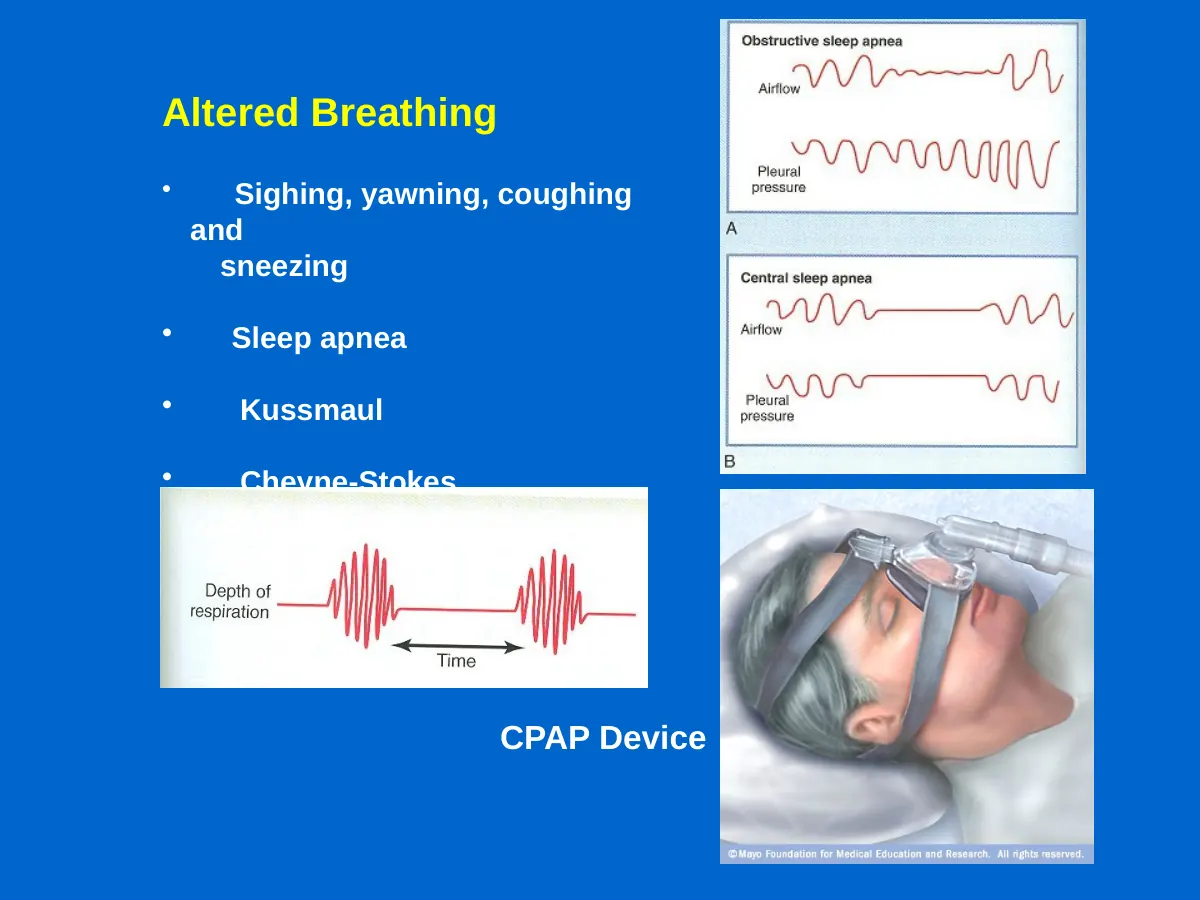 Altered Breathing
• Sighing, yawning, coughing
and
sneezing
• Sleep apnea
• Kussmaul
• Cheyne-Stokes
Depth of
respiration
Time
CPAP Device
Obstructive sleep apnea
Airflow
Pleural
pressure
A
Central sleep apnea
Airflow
Pleural
pressure
B
©Mayo Foundation for Medical Education and Research. All rights reserved.